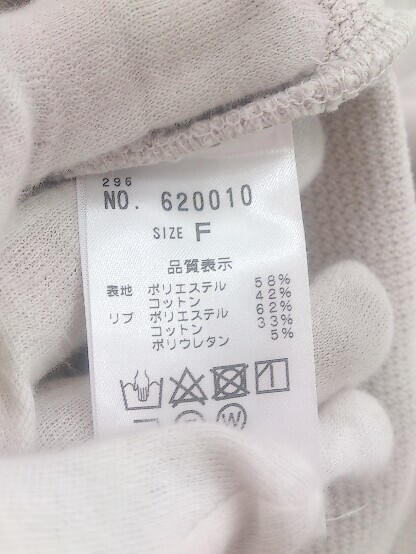 296
NO. 620010
SIZE F
品質表示
表地 ポリエステル 58%
コットン 42%
リブ ポリエステル 62%
コットン 33%
ポリウレタン 5%
W